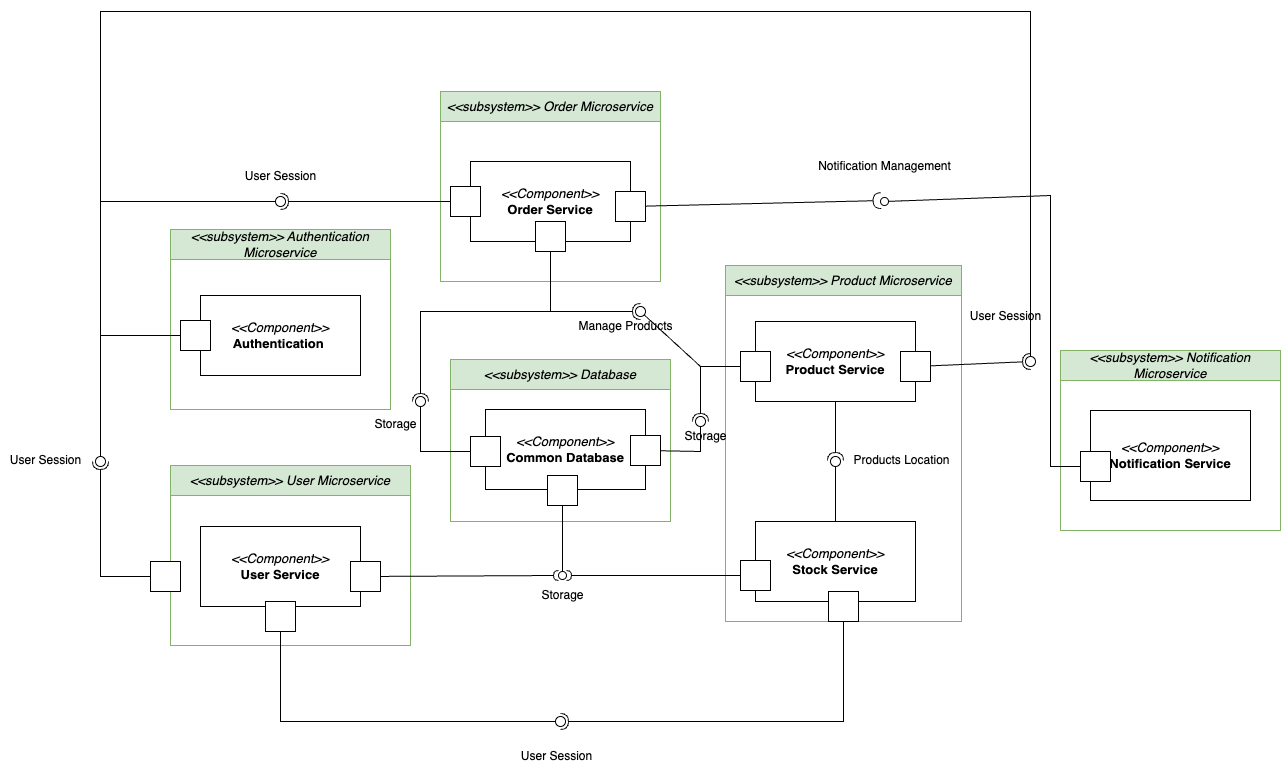 <<subsystem>> Order Microservice
Notification Management
User Session
<<Component>>
Order Service
<<subsystem>> Authentication
Microservice
<<subsystem>> Product Microservice
User Session
Manage Products
<<Component>>
Authentication
<<Component>>
Product Service
<<subsystem>> Notification
Microservice
<<subsystem>> Database
Storage
Storage
<<Component>>
Common Database
User Session
Products Location
<<Component>>
Notification Service
<<subsystem>> User Microservice
<<Component>>
User Service
<<Component>>
Stock Service
Storage
User Session